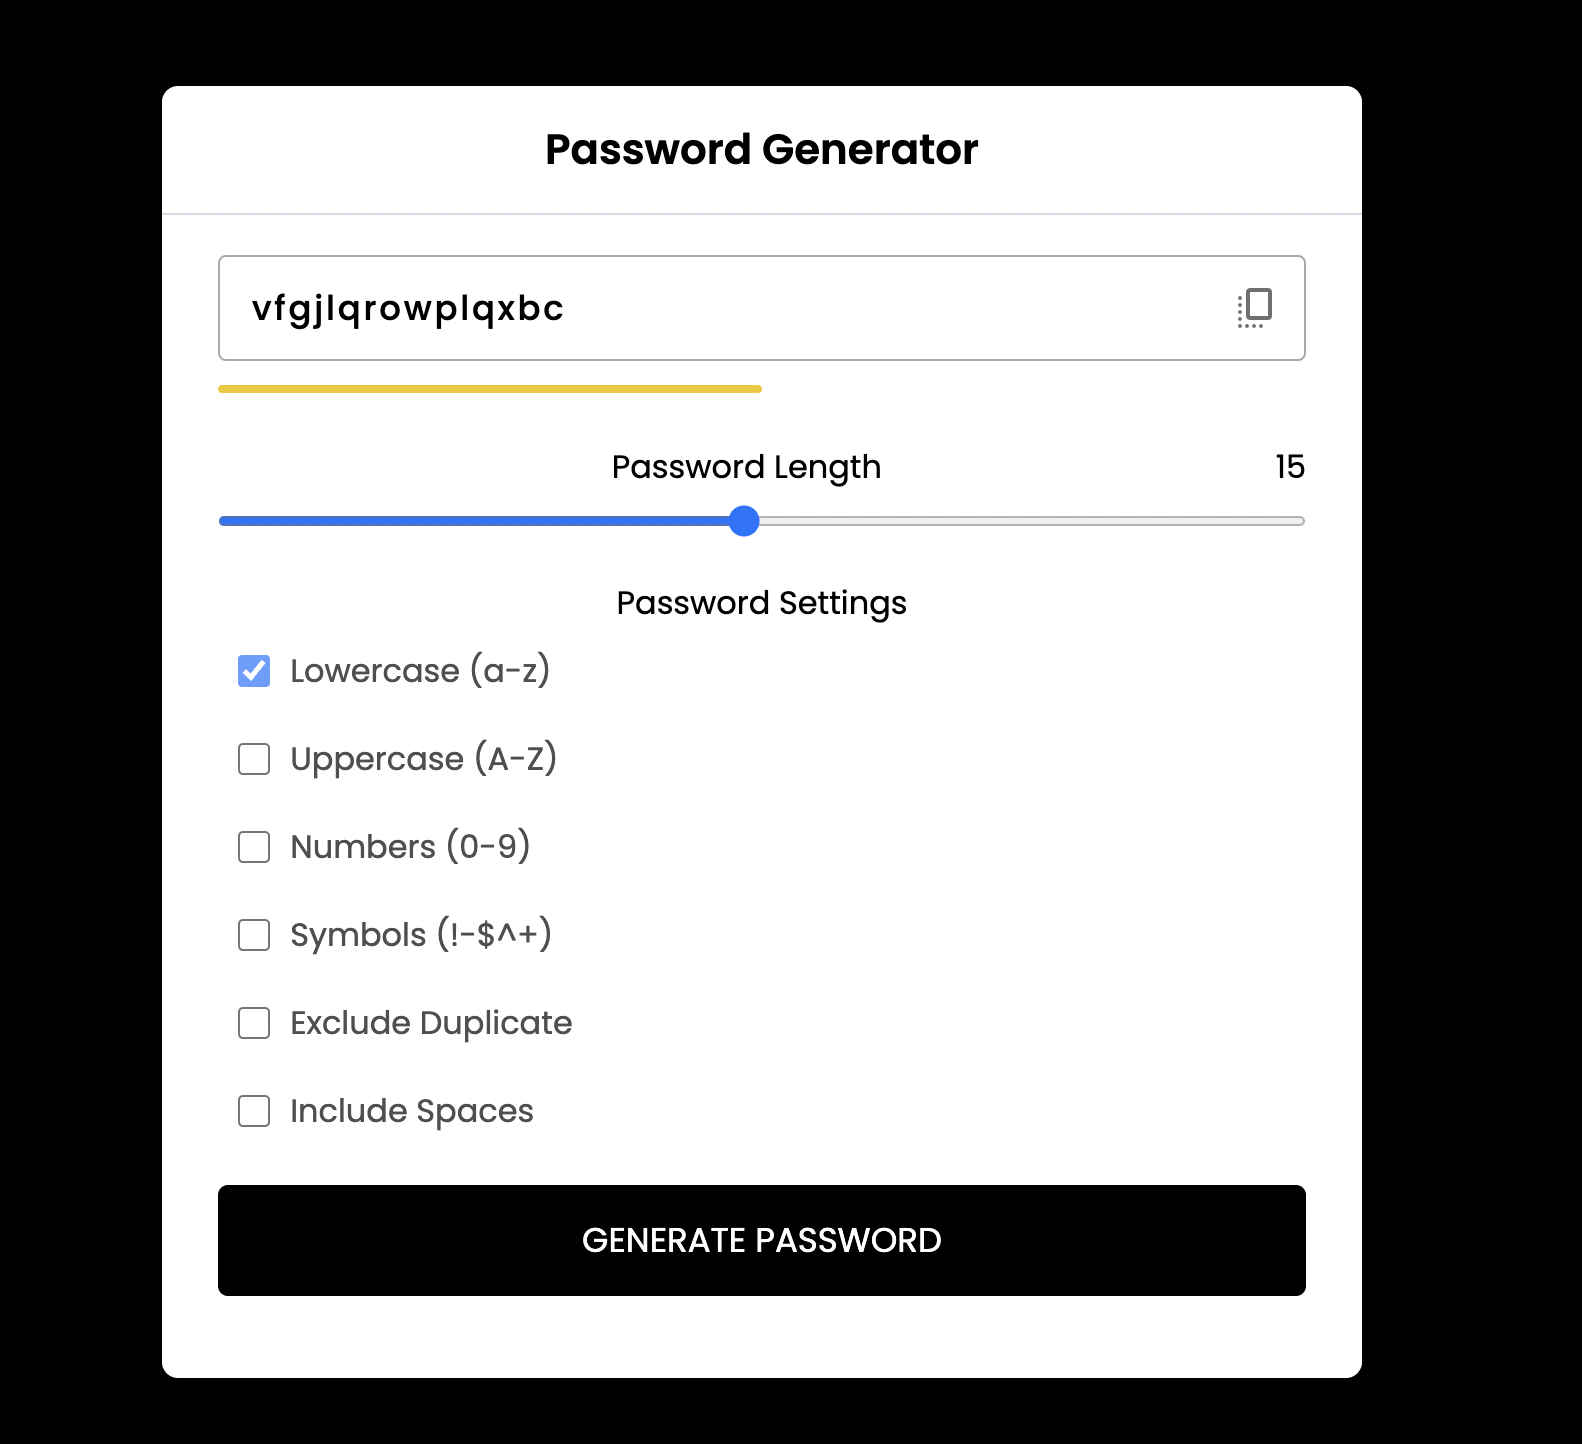 Password Generator
vfgjlqrowplqxbc
Password Length 15
Password Settings
Lowercase (a-z)
Uppercase (A-Z)
Numbers (0-9)
Symbols (!-$^+)
Exclude Duplicate
Include Spaces
GENERATE PASSWORD